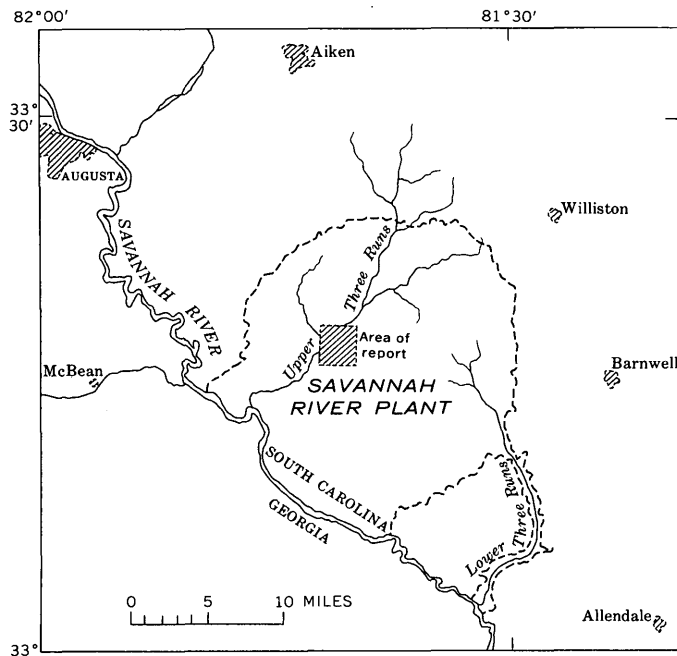 82°00'
81°30'
Aiken
33°
30'
AUGUSTA
Williston
SAVANNAH RIVER
Upper Three Runs
Area of
report
McBean
Barnwell
SAVANNAH
RIVER PLANT
SOUTH CAROLINA
GEORGIA
Lower Three Runs
0 5 10 MILES
Allendale
33°